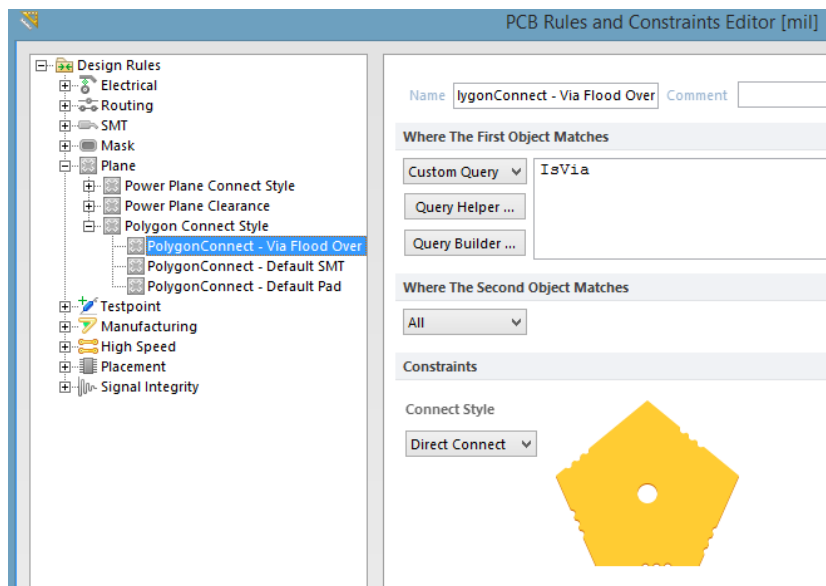 PCB Rules and Constraints Editor [mil]
Design Rules
Electrical
Routing
SMT
Mask
Plane
Power Plane Connect Style
Power Plane Clearance
Polygon Connect Style
PolygonConnect - Via Flood Over
PolygonConnect - Default SMT
PolygonConnect - Default Pad
Testpoint
Manufacturing
High Speed
Placement
Signal Integrity
Name lygonConnect - Via Flood Over Comment
Where The First Object Matches
Custom Query IsVia
Query Helper ...
Query Builder ...
Where The Second Object Matches
All
Constraints
Connect Style
Direct Connect